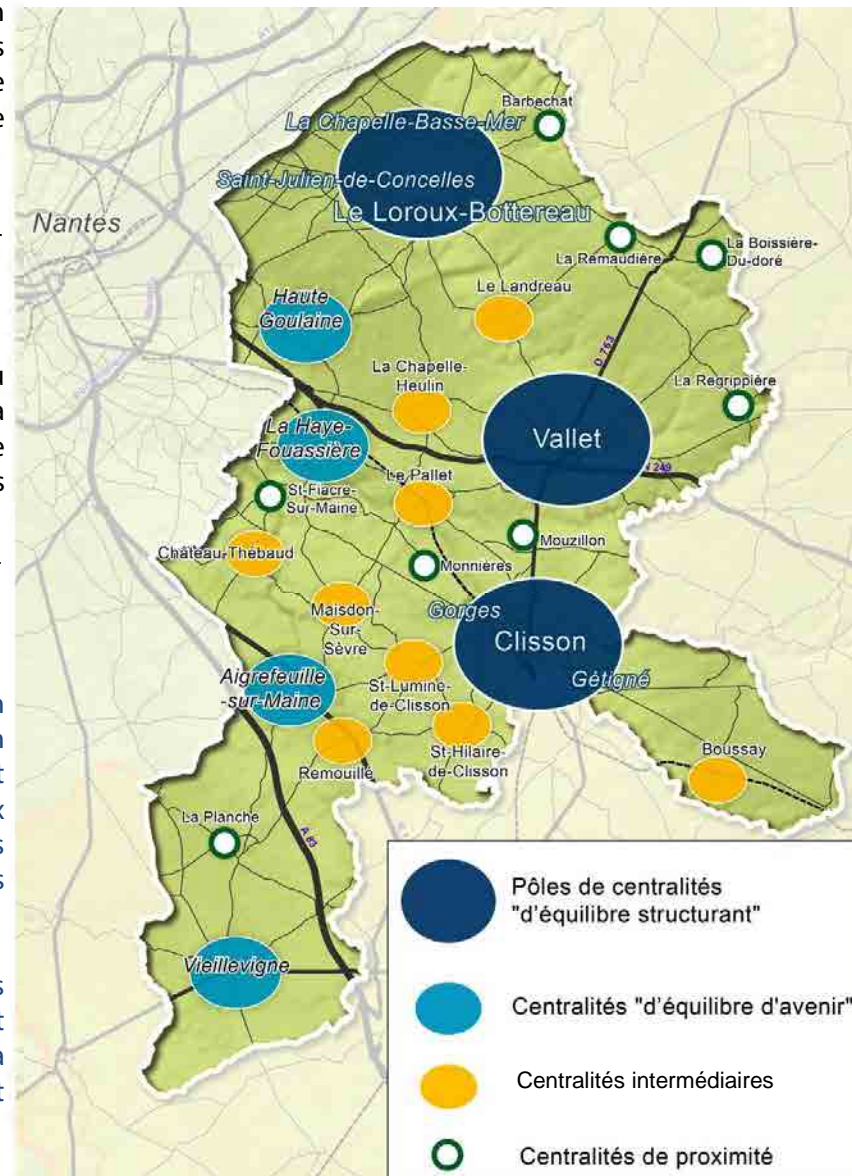 La Chapelle-Basse-Mer
Barbechat
Saint-Julien-de-Concelles
Le Loroux-Bottereau
Nantes
La Remaudière
La Boissière-
Du-doré
Haute
Goulaine
Le Landreau
D 763
La Chapelle-
Heulin
La Regrippière
La Haye-
Fouassière
Vallet
Le Pallet
N 249
St-Fiacre-
Sur-Maine
Château-Thébaud
Mouzillon
Monnières
Maisdon-
Sur-
Sèvre
Gorges
Clisson
Aigrefeuille
-sur-Maine
St-Lumine-
de-Clisson
Gétigné
Remouillé
St-Hilaire-
de-Clisson
Boussay
La Planche
A 83
Vieillevigne
Pôles de centralités
"d'équilibre structurant"
Centralités "d'équilibre d'avenir"
Centralités intermédiaires
Centralités de proximité